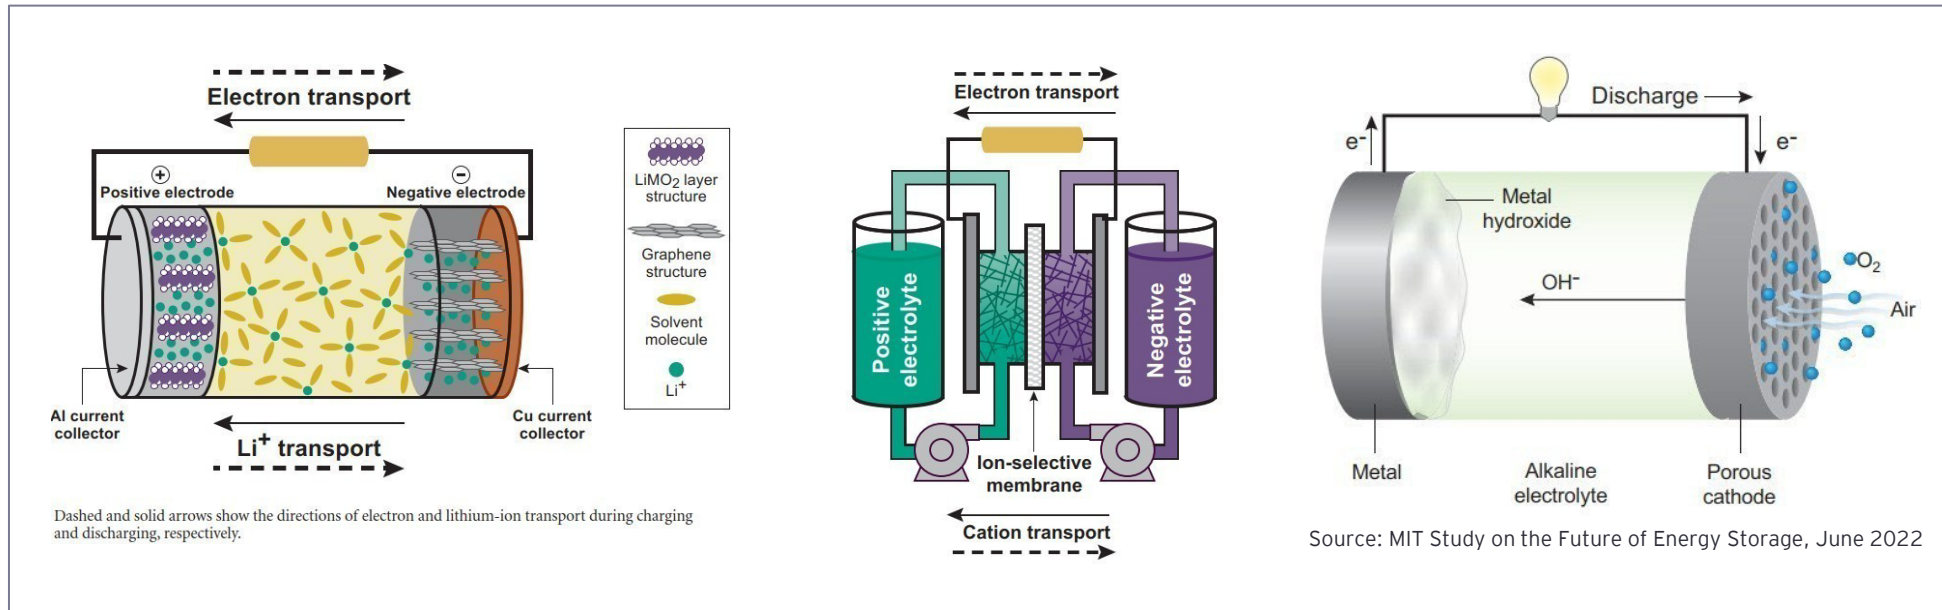 Electron transport
+
Positive electrode
−
Negative electrode
Al current
collector
Cu current
collector
Li+ transport
LiMO2 layer
structure
Graphene
structure
Solvent
molecule
Li+
Dashed and solid arrows show the directions of electron and lithium-ion transport during charging
and discharging, respectively.
Electron transport
Positive
electrolyte
Negative
electrolyte
Ion-selective
membrane
Cation transport
Discharge
e-
e-
Metal
hydroxide
OH-
O2
Air
Metal
Alkaline
electrolyte
Porous
cathode
Source: MIT Study on the Future of Energy Storage, June 2022